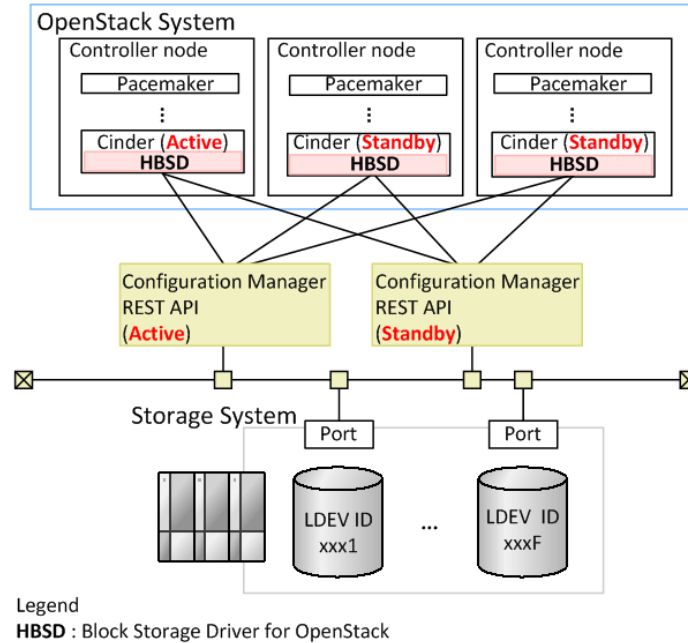 OpenStack System
Controller node
Pacemaker
⋮
Cinder (Active)
HBSD
Controller node
Pacemaker
⋮
Cinder (Standby)
HBSD
Controller node
Pacemaker
⋮
Cinder (Standby)
HBSD
Configuration Manager
REST API
(Active)
Configuration Manager
REST API
(Standby)
Storage System
Port
Port
LDEV ID
xxx1
...
LDEV ID
xxxF
Legend
HBSD : Block Storage Driver for OpenStack